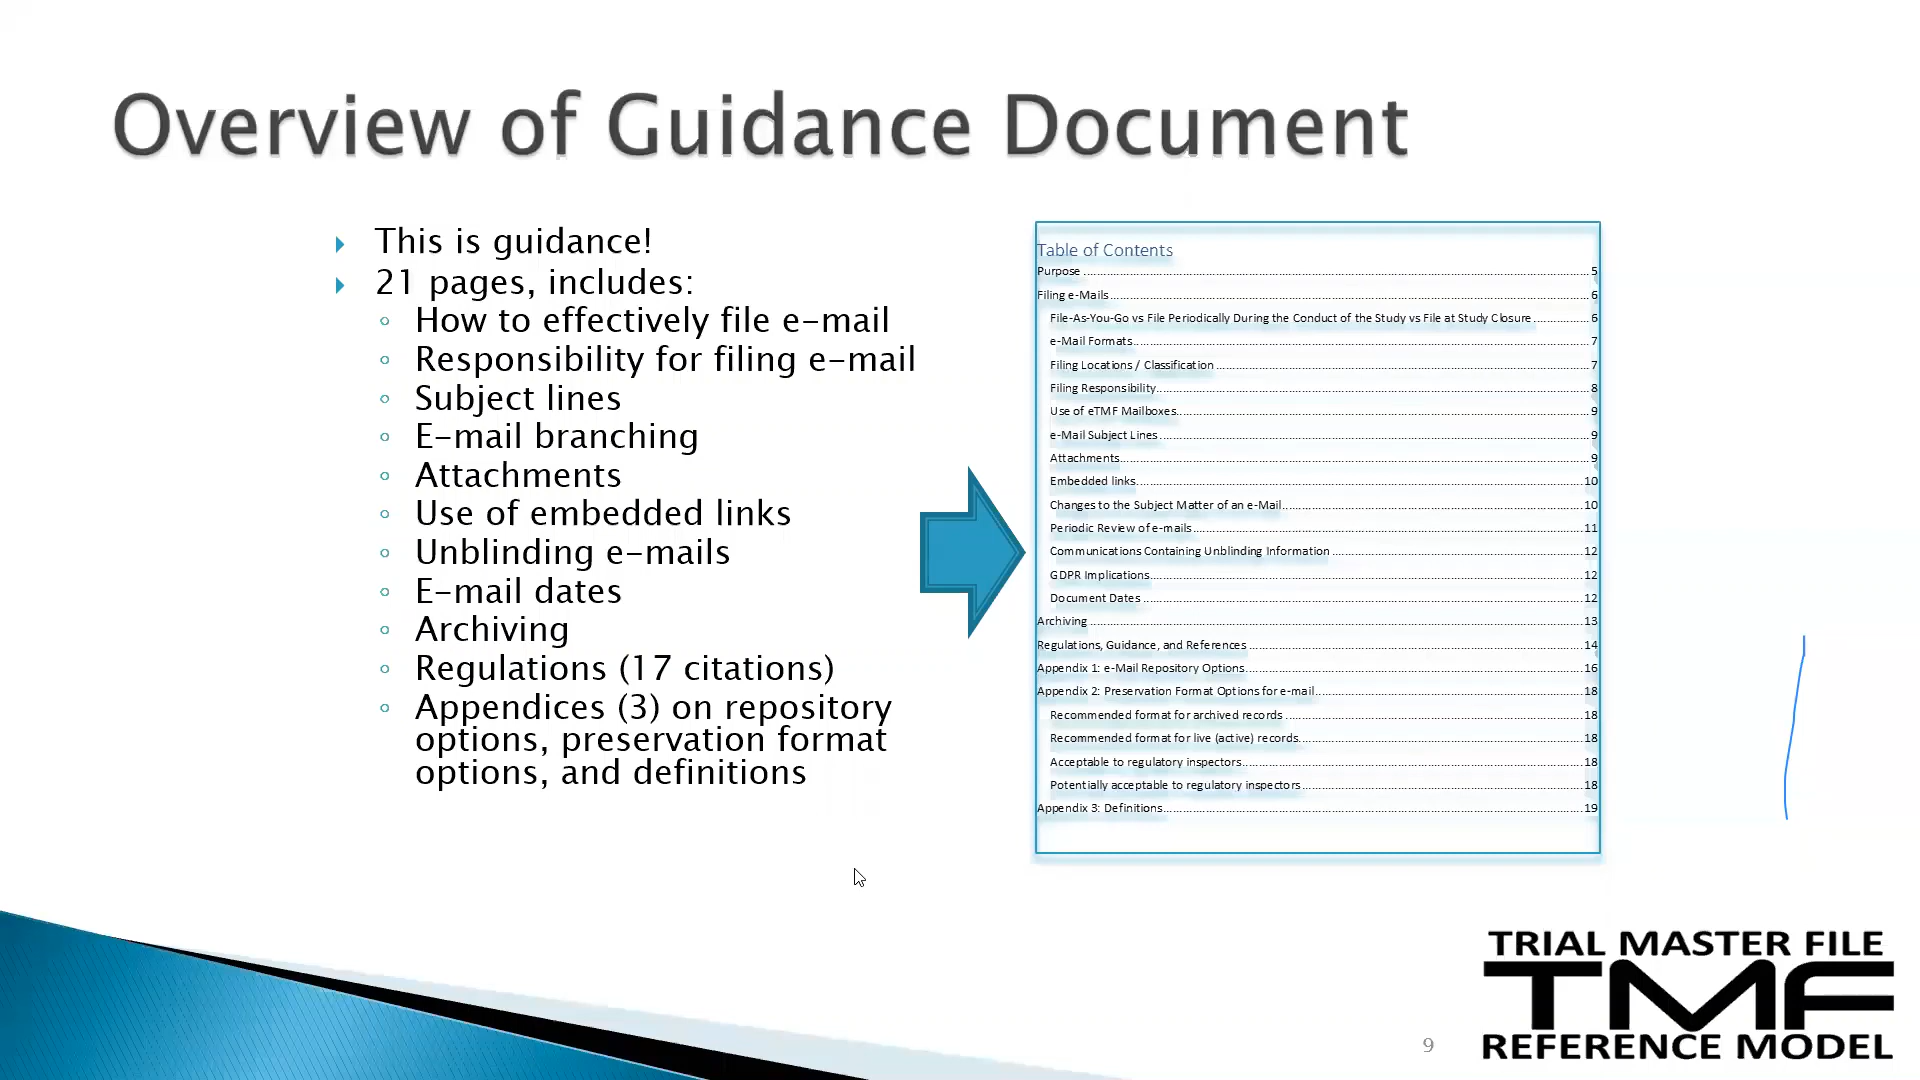 Overview of Guidance Document
This is guidance!
21 pages, includes:
How to effectively file e-mail
Responsibility for filing e-mail
Subject lines
E-mail branching
Attachments
Use of embedded links
Unblinding e-mails
E-mail dates
Archiving
Regulations (17 citations)
Appendices (3) on repository
options, preservation format
options, and definitions
Table of Contents
Purpose 5
Filing e-Mails 6
File-As-You-Go vs File Periodically During the Conduct of the Study vs File at Study Closure 6
e-Mail Formats 7
Filing Locations / Classification 7
Filing Responsibility 8
Use of eTMF Mailboxes 9
e-Mail Subject Lines 9
Attachments 9
Embedded links 10
Changes to the Subject Matter of an e-Mail 10
Periodic Review of e-mails 11
Communications Containing Unblinding Information 12
GDPR Implications 12
Document Dates 12
Archiving 13
Regulations, Guidance, and References 14
Appendix 1: e-Mail Repository Options 16
Appendix 2: Preservation Format Options for e-mail 18
Recommended format for archived records 18
Recommended format for live (active) records 18
Acceptable to regulatory inspectors 18
Potentially acceptable to regulatory inspectors 18
Appendix 3: Definitions 19
TRIAL MASTER FILE
TMF
REFERENCE MODEL
9